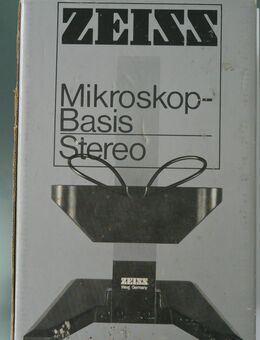 ZEISS
Mikroskop-
Basis
Stereo
ZEISS
West Germany